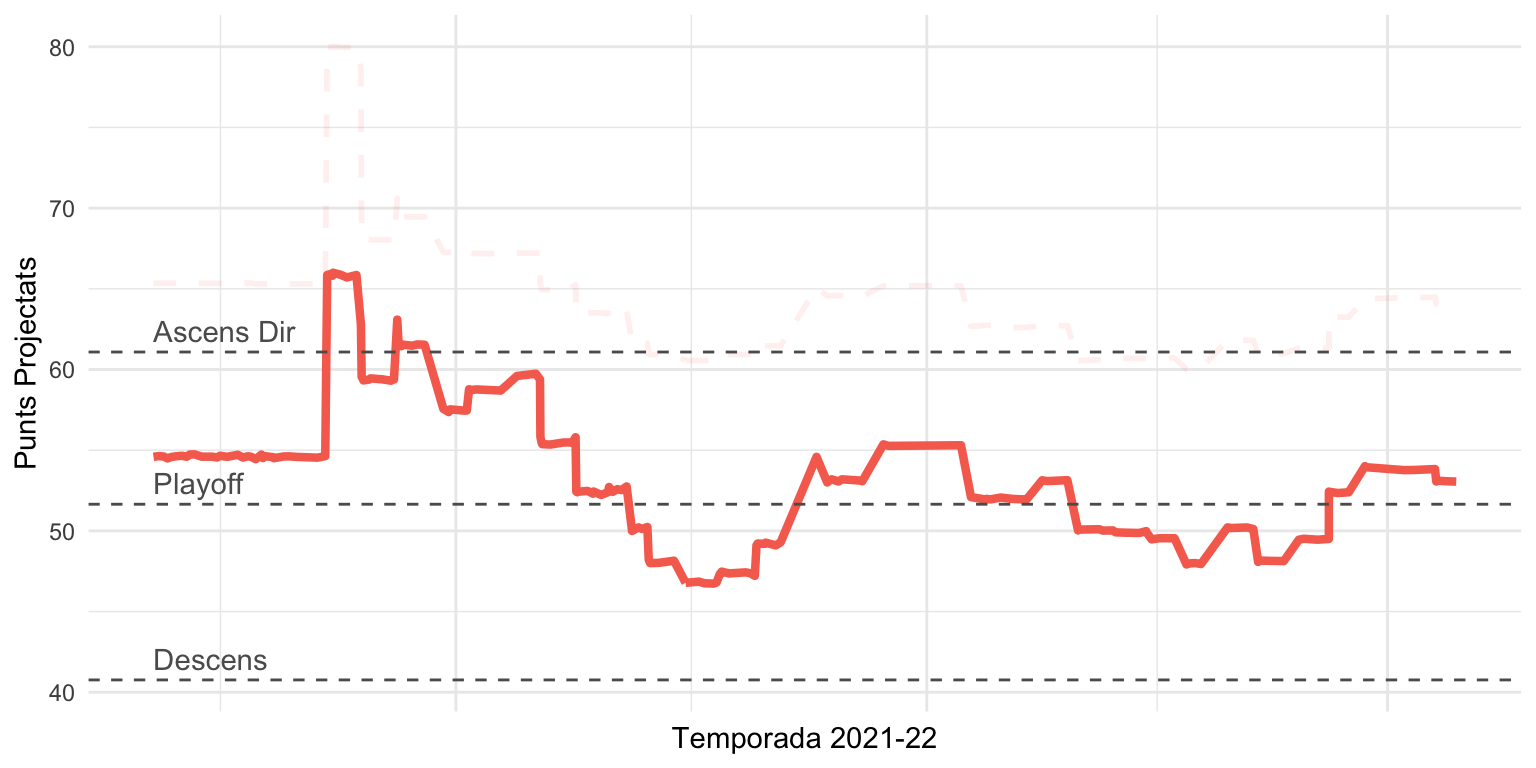 80
70
60
50
40
Punts Projectats
Ascens Dir
Playoff
Descens
Temporada 2021-22